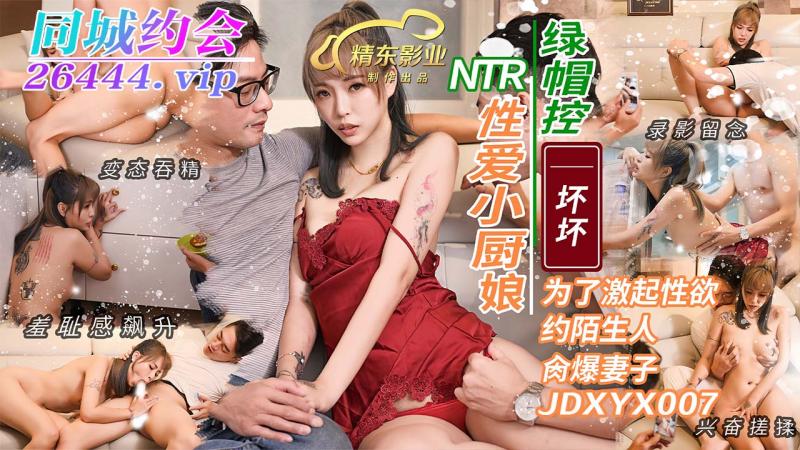 同城约会
26444.vip
精东影业
制作出品
NTR
绿帽控
性爱小厨娘
坏坏
变态吞精
录影留念
羞耻感飙升
为了激起性欲
约陌生人
肏爆妻子
JDXYX007
兴奋搓揉